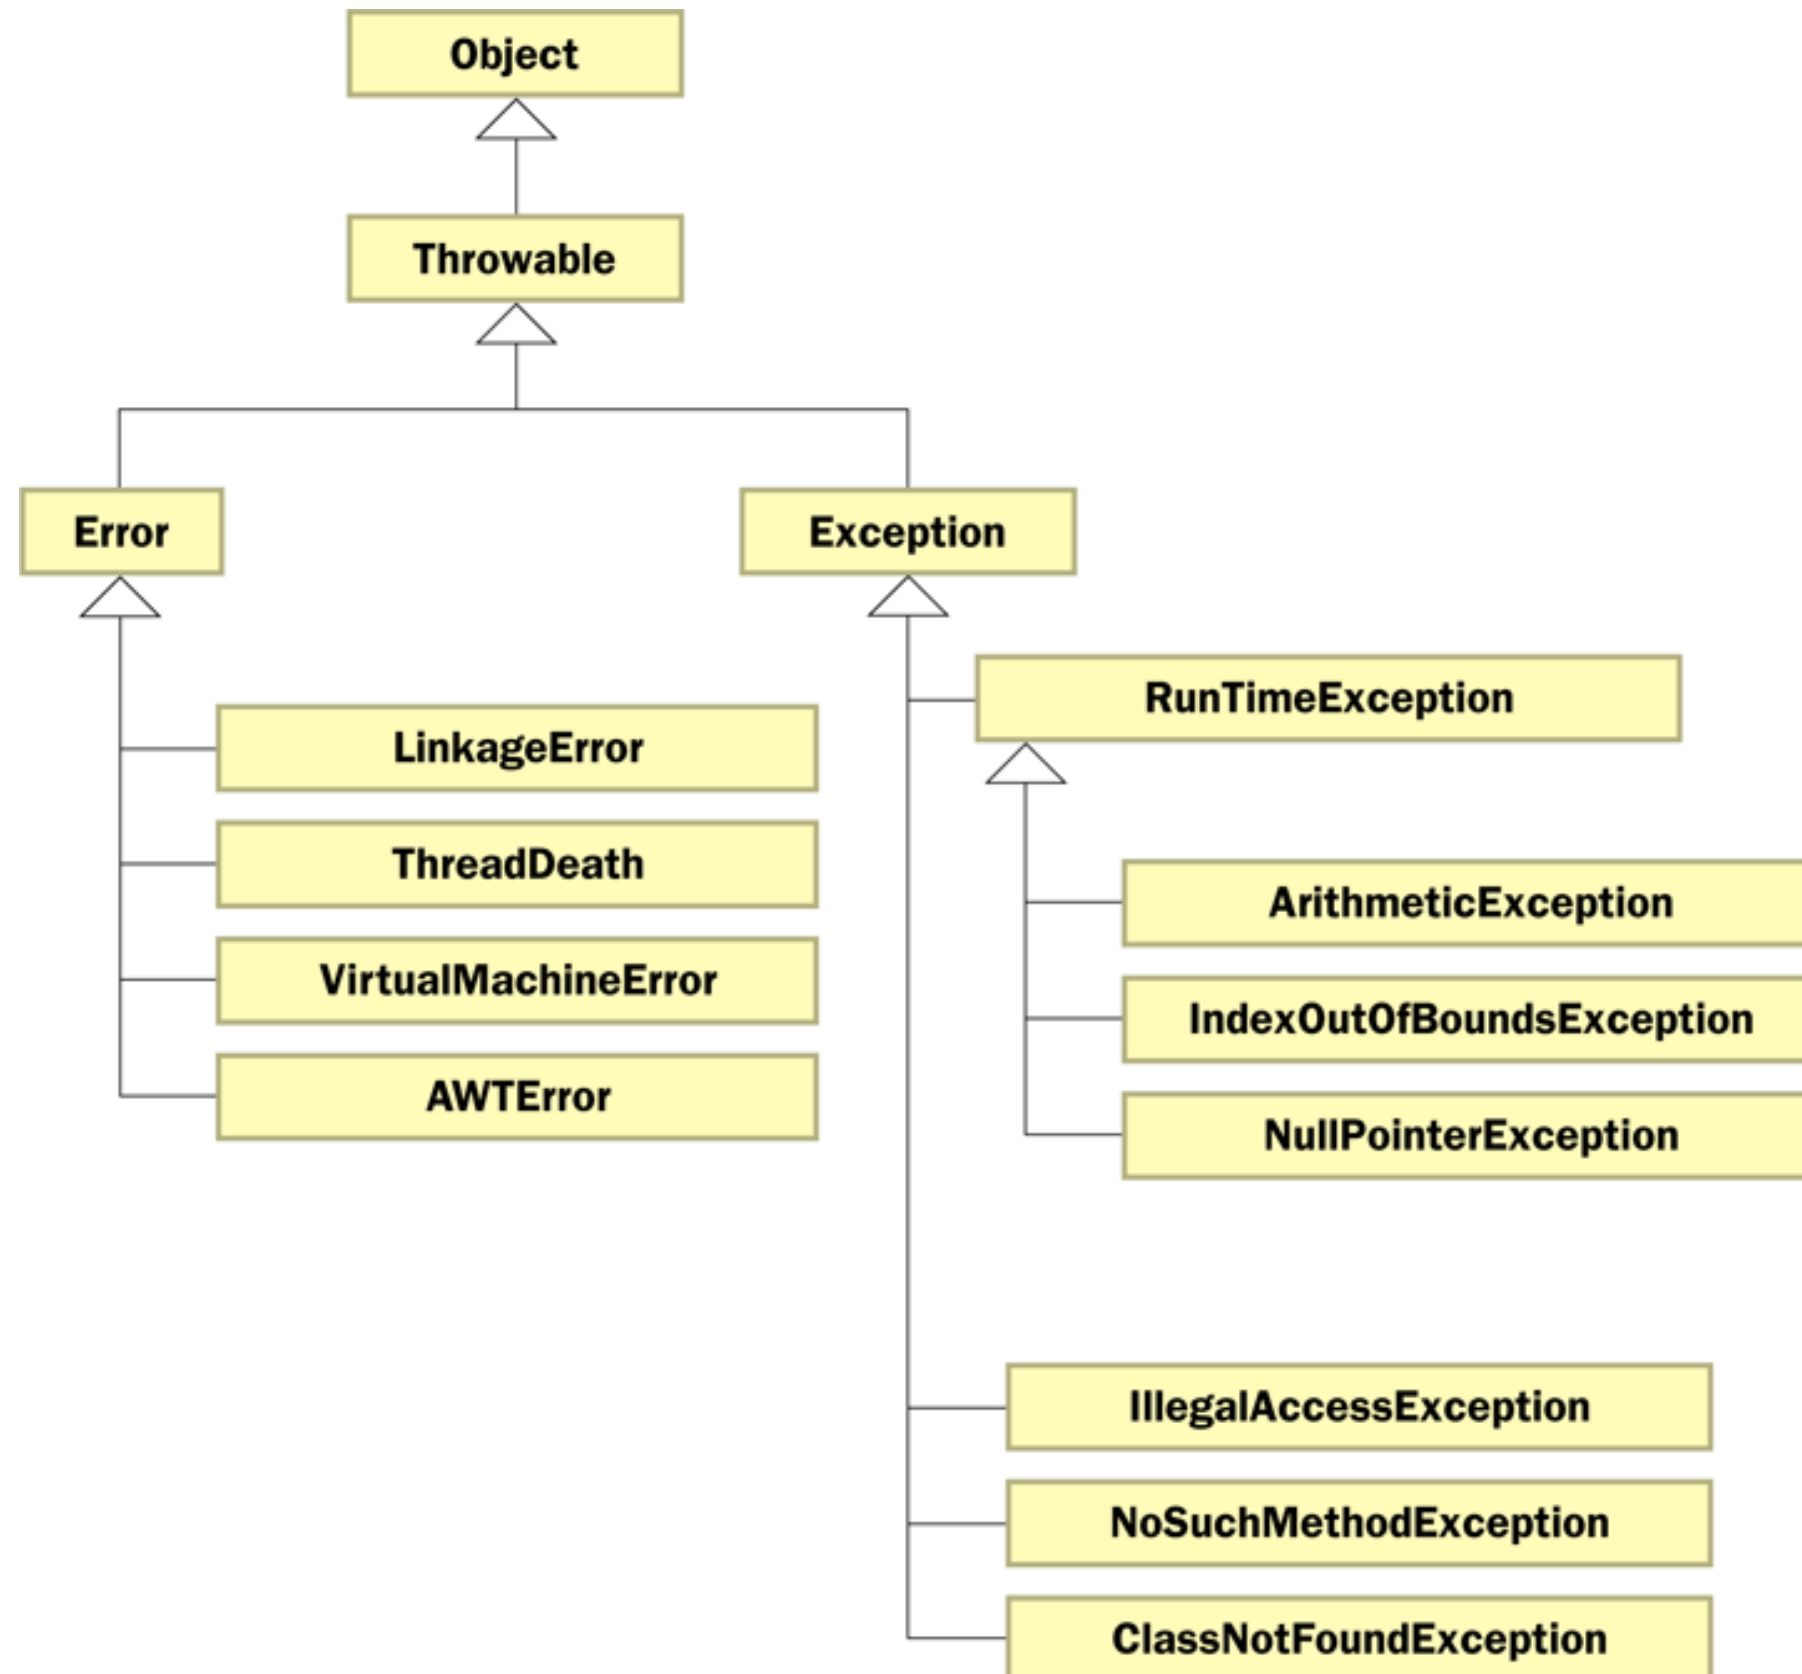 Object
Throwable
Error
Exception
RunTimeException
LinkageError
ThreadDeath
ArithmeticException
VirtualMachineError
IndexOutOfBoundsException
AWTError
NullPointerException
IllegalAccessException
NoSuchMethodException
ClassNotFoundException